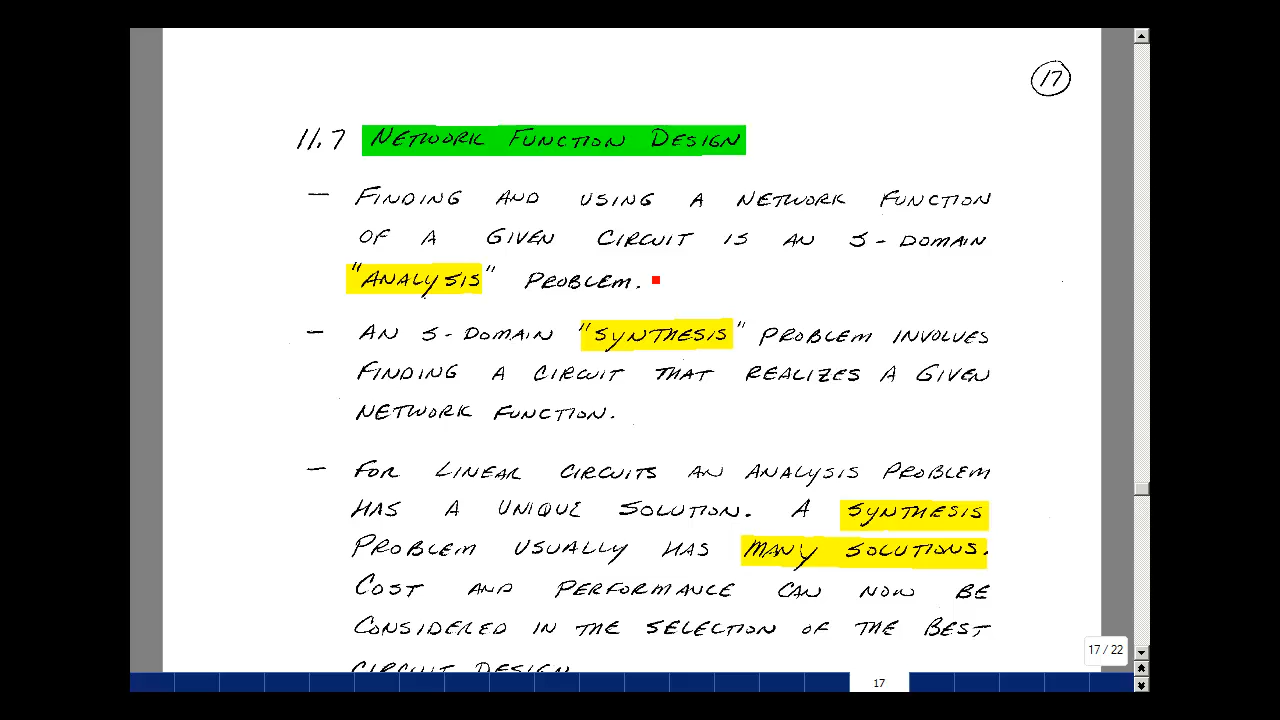 17
11.7 NETWORK FUNCTION DESIGN
— FINDING AND USING A NETWORK FUNCTION
OF A GIVEN CIRCUIT IS AN S-DOMAIN
"ANALYSIS" PROBLEM.
— AN S-DOMAIN "SYNTHESIS" PROBLEM INVOLVES
FINDING A CIRCUIT THAT REALIZES A GIVEN
NETWORK FUNCTION.
— FOR LINEAR CIRCUITS AN ANALYSIS PROBLEM
HAS A UNIQUE SOLUTION. A SYNTHESIS
PROBLEM USUALLY HAS MANY SOLUTIONS.
COST AND PERFORMANCE CAN NOW BE
CONSIDERED IN THE SELECTION OF THE BEST
CIRCUIT DESIGN
17 / 22
17